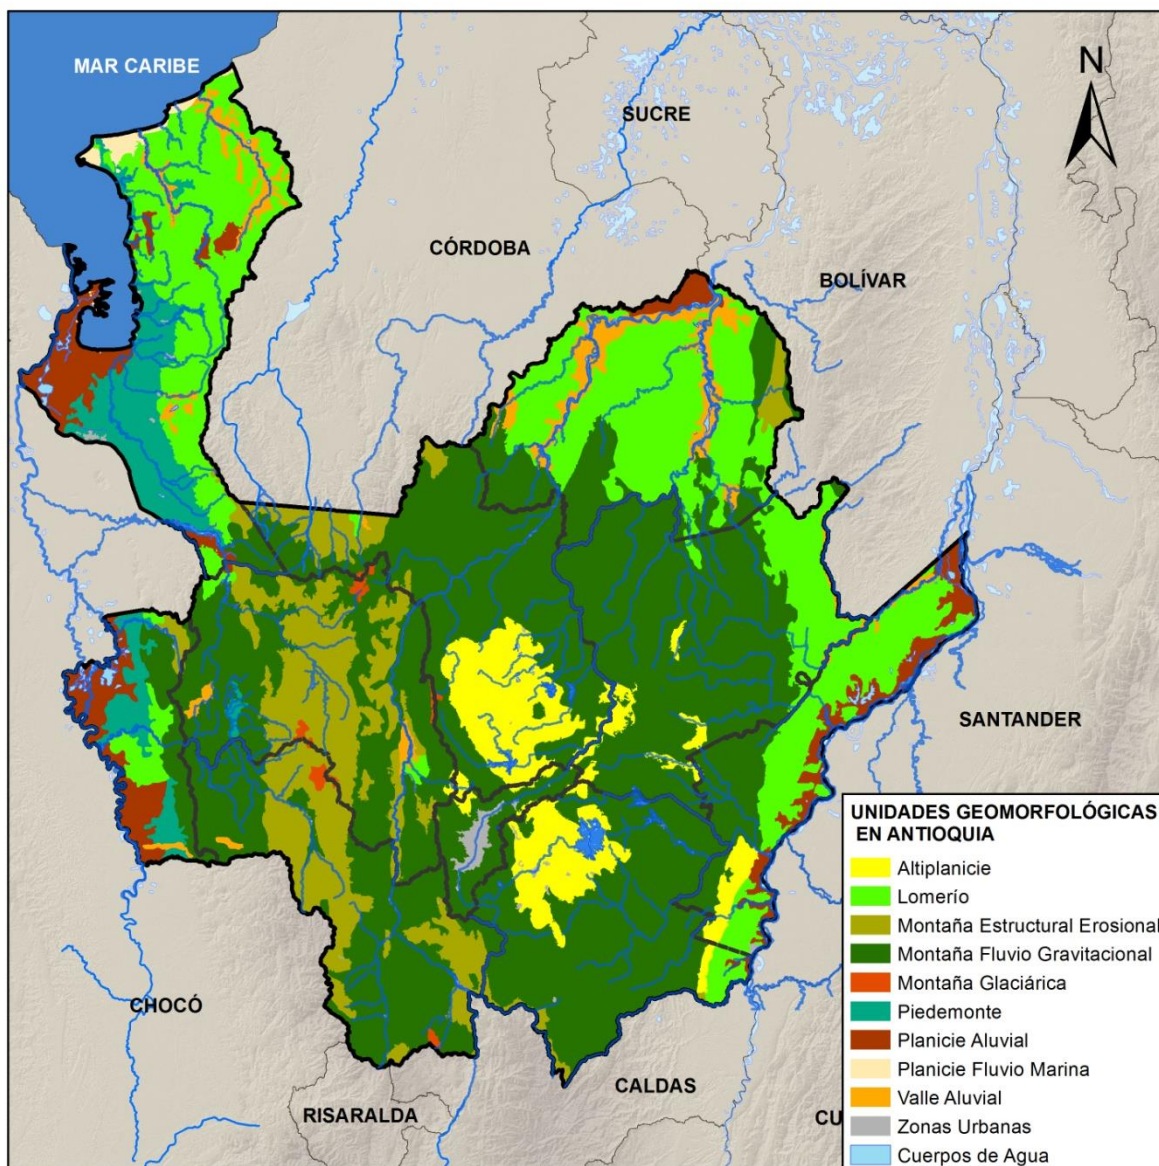 MAR CARIBE
N
SUCRE
CÓRDOBA
BOLÍVAR
SANTANDER
UNIDADES GEOMORFOLÓGICAS
EN ANTIOQUIA
Altiplanicie
Lomerío
Montaña Estructural Erosional
Montaña Fluvio Gravitacional
Montaña Glaciárica
Piedemonte
Planicie Aluvial
Planicie Fluvio Marina
Valle Aluvial
Zonas Urbanas
Cuerpos de Agua
CHOCÓ
CALDAS
RISARALDA
CU